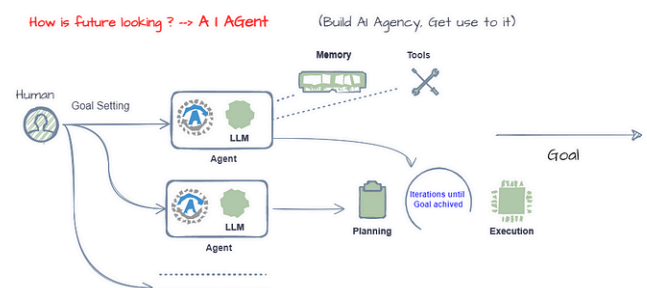 How is future looking ? --> A I AGent
(Build AI Agency, Get use to it)
Memory
Tools
Human
Goal Setting
LLM
Agent
Goal
Iterations until
Goal achived
LLM
Agent
Planning
Execution